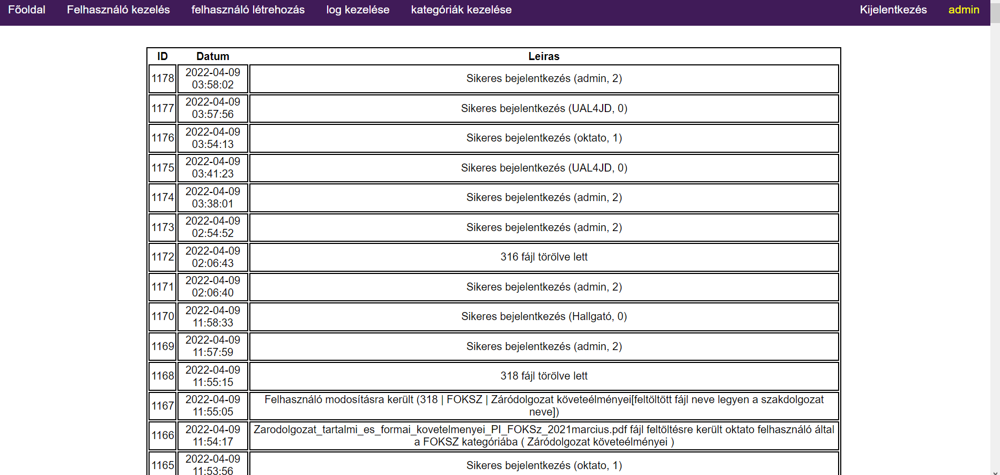 Főoldal Felhasználó kezelés felhasználó létrehozás log kezelése kategóriák kezelése Kijelentkezés admin
ID Datum Leiras
1178 2022-04-09 03:58:02 Sikeres bejelentkezés (admin, 2)
1177 2022-04-09 03:57:56 Sikeres bejelentkezés (UAL4JD, 0)
1176 2022-04-09 03:54:13 Sikeres bejelentkezés (oktato, 1)
1175 2022-04-09 03:41:23 Sikeres bejelentkezés (UAL4JD, 0)
1174 2022-04-09 03:38:01 Sikeres bejelentkezés (admin, 2)
1173 2022-04-09 02:54:52 Sikeres bejelentkezés (admin, 2)
1172 2022-04-09 02:06:43 316 fájl törölve lett
1171 2022-04-09 02:06:40 Sikeres bejelentkezés (admin, 2)
1170 2022-04-09 11:58:33 Sikeres bejelentkezés (Hallgató, 0)
1169 2022-04-09 11:57:59 Sikeres bejelentkezés (admin, 2)
1168 2022-04-09 11:55:15 318 fájl törölve lett
1167 2022-04-09 11:55:05 Felhasználó modosításra került (318 | FOKSZ | Záródolgozat követeélményei[feltöltött fájl neve legyen a szakdolgozat
neve])
1166 2022-04-09 11:54:17 Zarodolgozat_tartalmi_es_formai_kovetelmenyei_PI_FOKSz_2021marcius.pdf fájl feltöltésre került oktato felhasználó által
a FOKSZ kategóriába ( Záródolgozat követeélményei )
1165 2022-04-09 11:53:56 Sikeres bejelentkezés (oktato, 1)